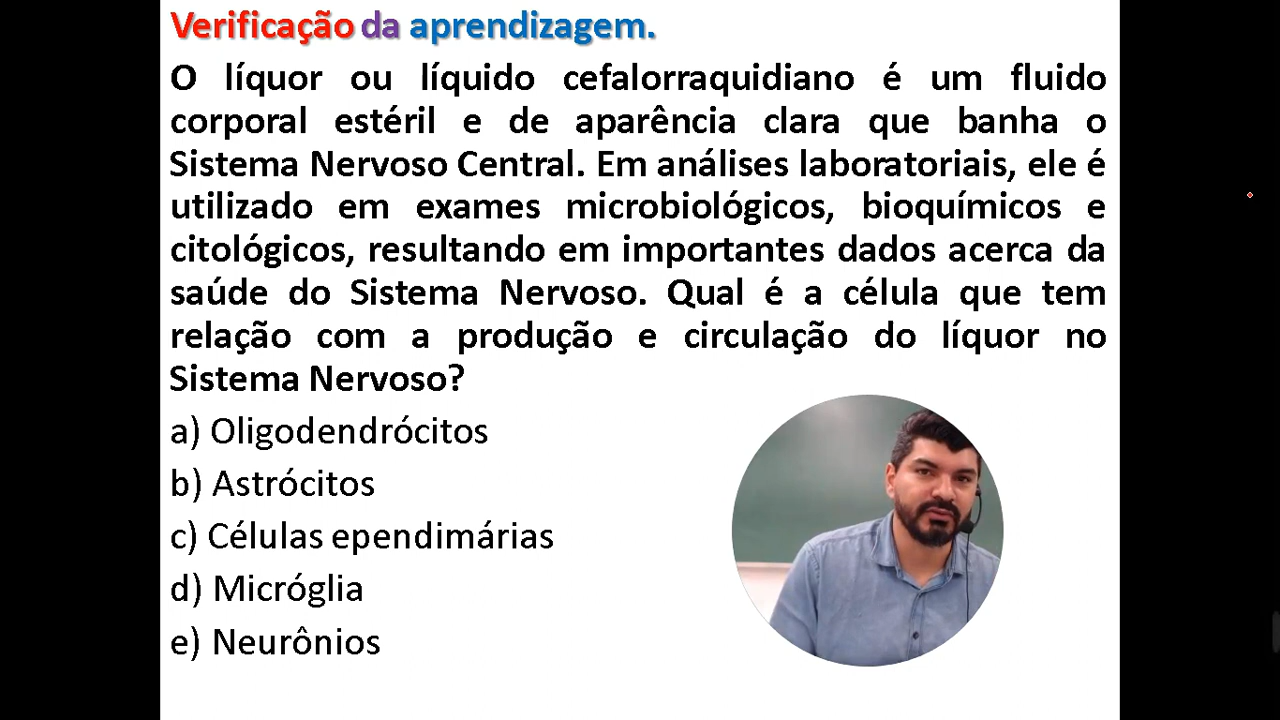 Verificação da aprendizagem.
O líquor ou líquido cefalorraquidiano é um fluido
corporal estéril e de aparência clara que banha o
Sistema Nervoso Central. Em análises laboratoriais, ele é
utilizado em exames microbiológicos, bioquímicos e
citológicos, resultando em importantes dados acerca da
saúde do Sistema Nervoso. Qual é a célula que tem
relação com a produção e circulação do líquor no
Sistema Nervoso?
a) Oligodendrócitos
b) Astrócitos
c) Células ependimárias
d) Micróglia
e) Neurônios